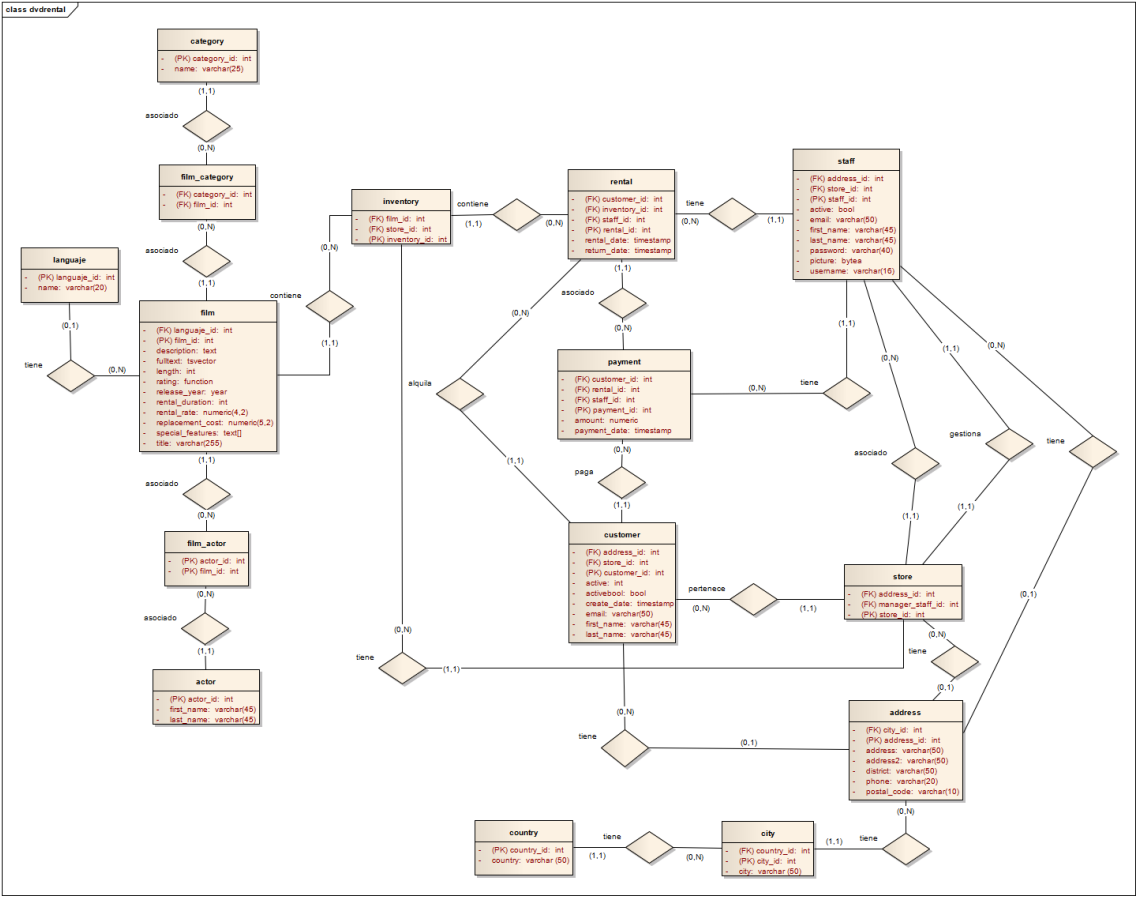 class dvdrental
category
- (PK) category_id: int
- name: varchar(25)
(1,1)
asociado
(0,N)
film_category
- (FK) category_id: int
- (FK) film_id: int
(0,N)
asociado
(1,1)
languaje
- (PK) languaje_id: int
- name: varchar(20)
(0,1)
tiene
(0,N)
film
- (FK) languaje_id: int
- (PK) film_id: int
- description: text
- fulltext: tsvector
- length: int
- rating: function
- release_year: year
- rental_duration: int
- rental_rate: numeric(4,2)
- replacement_cost: numeric(5,2)
- special_features: text[]
- title: varchar(255)
(1,1)
asociado
(0,N)
film_actor
- (PK) actor_id: int
- (PK) film_id: int
(0,N)
asociado
(1,1)
actor
- (PK) actor_id: int
- first_name: varchar(45)
- last_name: varchar(45)
contiene
(0,N)
(1,1)
inventory
- (FK) film_id: int
- (FK) store_id: int
- (PK) inventory_id: int
contiene
(1,1)
(0,N)
rental
- (FK) customer_id: int
- (FK) inventory_id: int
- (FK) staff_id: int
- (PK) rental_id: int
- rental_date: timestamp
- return_date: timestamp
tiene
(0,N)
(1,1)
staff
- (FK) address_id: int
- (FK) store_id: int
- (PK) staff_id: int
- active: bool
- email: varchar(50)
- first_name: varchar(45)
- last_name: varchar(45)
- password: varchar(40)
- picture: bytea
- username: varchar(16)
(1,1)
asociado
(0,N)
(0,N)
alquila
(1,1)
payment
- (FK) customer_id: int
- (FK) rental_id: int
- (FK) staff_id: int
- (PK) payment_id: int
- amount: numeric
- payment_date: timestamp
(0,N)
tiene
(1,1)
(0,N)
paga
(1,1)
(0,N)
asociado
(1,1)
(1,1)
gestiona
(1,1)
(0,N)
tiene
(0,1)
customer
- (FK) address_id: int
- (FK) store_id: int
- (PK) customer_id: int
- active: int
- activebool: bool
- create_date: timestamp
- email: varchar(50)
- first_name: varchar(45)
- last_name: varchar(45)
pertenece
(0,N)
(1,1)
store
- (FK) address_id: int
- (FK) manager_staff_id: int
- (PK) store_id: int
(0,N)
tiene
(1,1)
(0,N)
tiene
(0,1)
(0,N)
tiene
(0,1)
address
- (FK) city_id: int
- (PK) address_id: int
- address: varchar(50)
- address2: varchar(50)
- district: varchar(50)
- phone: varchar(20)
- postal_code: varchar(10)
(0,N)
tiene
(1,1)
country
- (PK) country_id: int
- country: varchar (50)
tiene
(1,1)
(0,N)
city
- (FK) country_id: int
- (PK) city_id: int
- city: varchar (50)